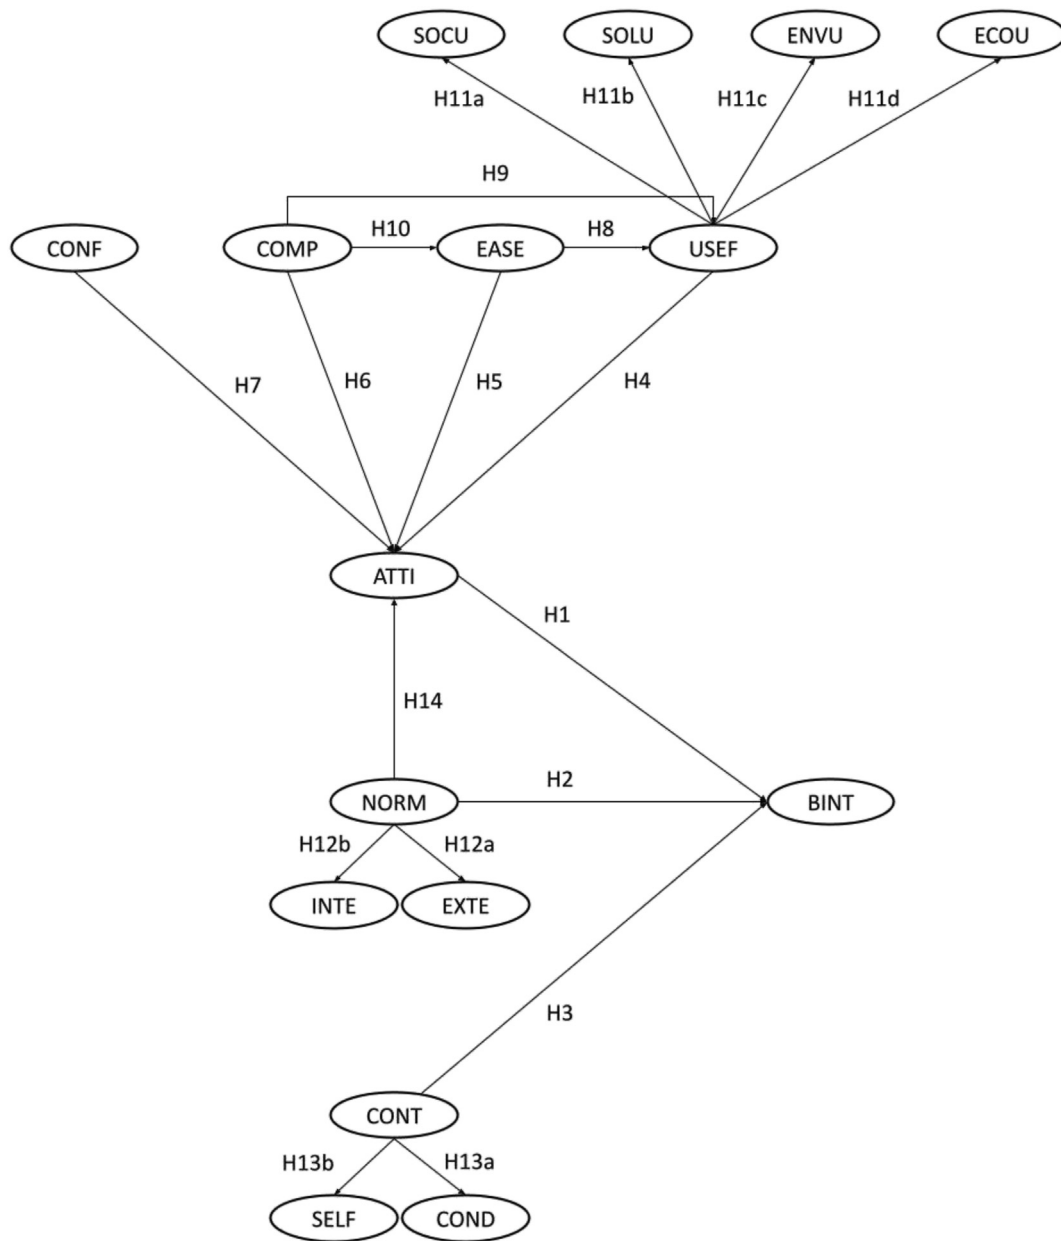 SOCU SOLU ENVU ECOU
H11a H11b H11c H11d
H9
CONF COMP H10 EASE H8 USEF
H7 H6 H5 H4
ATTI
H1
H14
NORM H2 BINT
H12b H12a
INTE EXTE
H3
CONT
H13b H13a
SELF COND